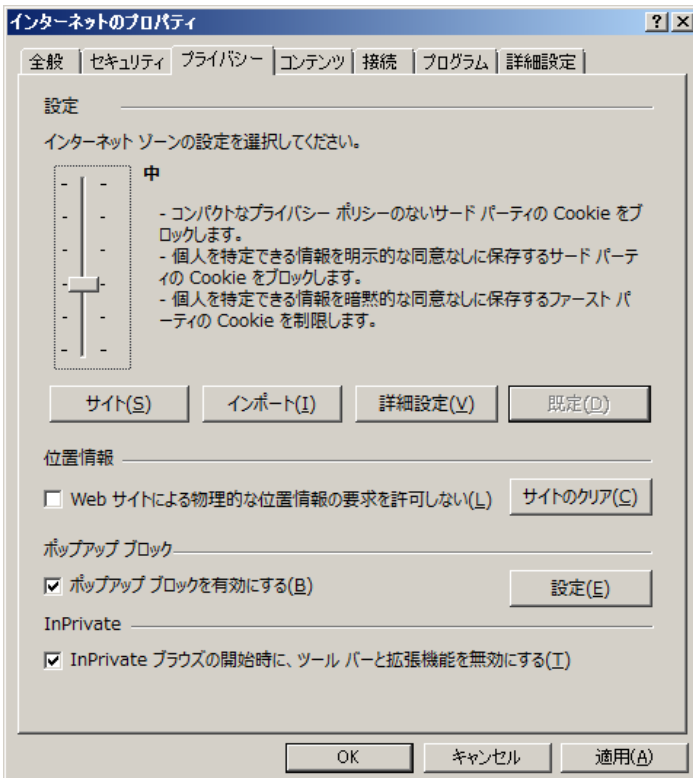 インターネットのプロパティ
全般 セキュリティ プライバシー コンテンツ 接続 プログラム 詳細設定
設定
インターネット ゾーンの設定を選択してください。
中
- コンパクトなプライバシー ポリシーのないサード パーティの Cookie をブ
ロックします。
- 個人を特定できる情報を明示的な同意なしに保存するサード パーテ
ィの Cookie をブロックします。
- 個人を特定できる情報を暗黙的な同意なしに保存するファースト パ
ーティの Cookie を制限します。
サイト(S) インポート(I) 詳細設定(V) 既定(D)
位置情報
Web サイトによる物理的な位置情報の要求を許可しない(L) サイトのクリア(C)
ポップアップ ブロック
ポップアップ ブロックを有効にする(B) 設定(E)
InPrivate
InPrivate ブラウズの開始時に、ツール バーと拡張機能を無効にする(T)
OK キャンセル 適用(A)